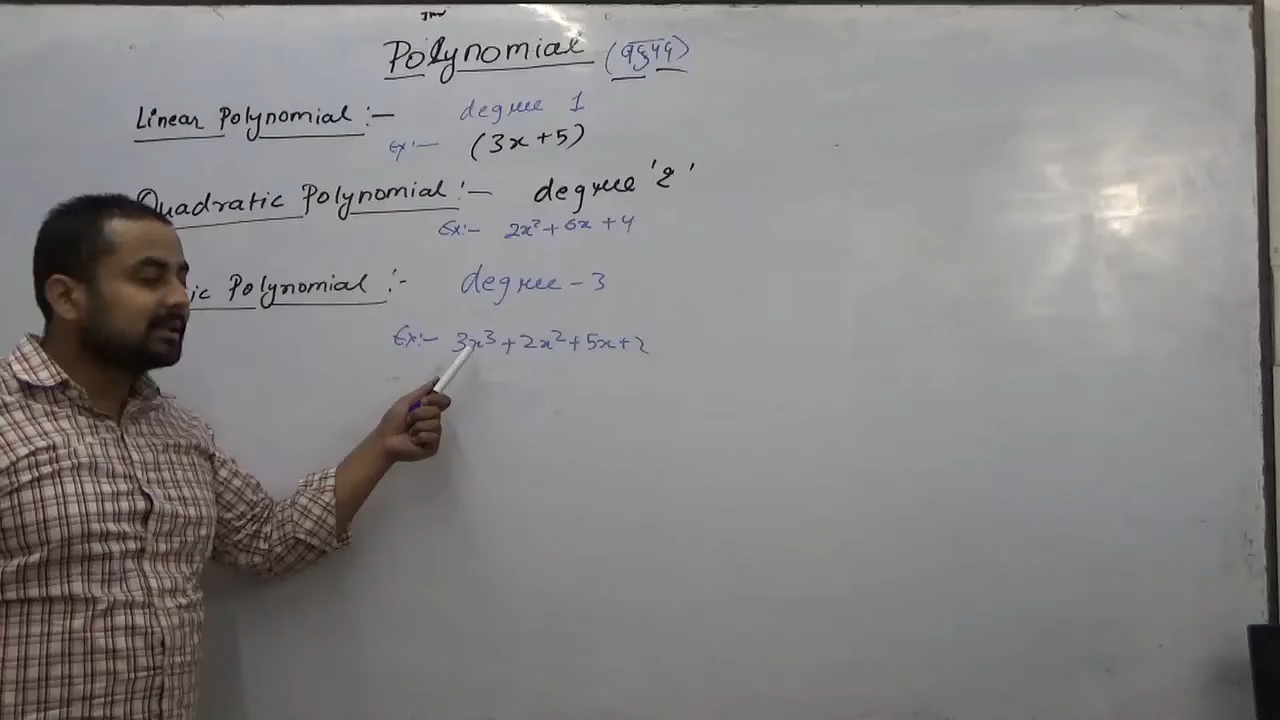 Polynomial (बहुपद)
Linear Polynomial :- degree 1
Ex:- (3x+5)
Quadratic Polynomial :- degree '2'
Ex:- 2x²+6x+4
ic Polynomial :- degree - 3
Ex:- 3x³+2x²+5x+2